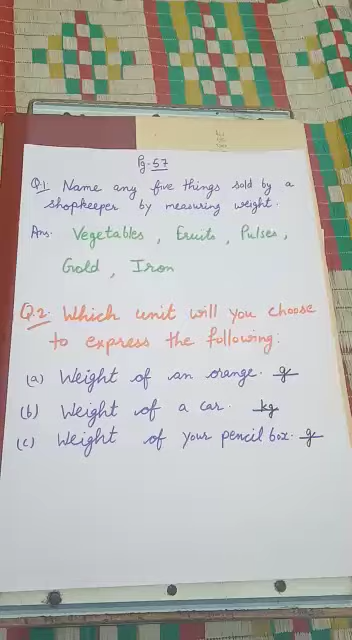 Pg-57
Q.1. Name any five things sold by a
shopkeeper by measuring weight.
Ans. Vegetables, Fruits, Pulses,
Gold, Iron
Q.2. Which unit will you choose
to express the following:
(a) Weight of an orange. g
(b) Weight of a car. kg
(c) Weight of your pencil box. g